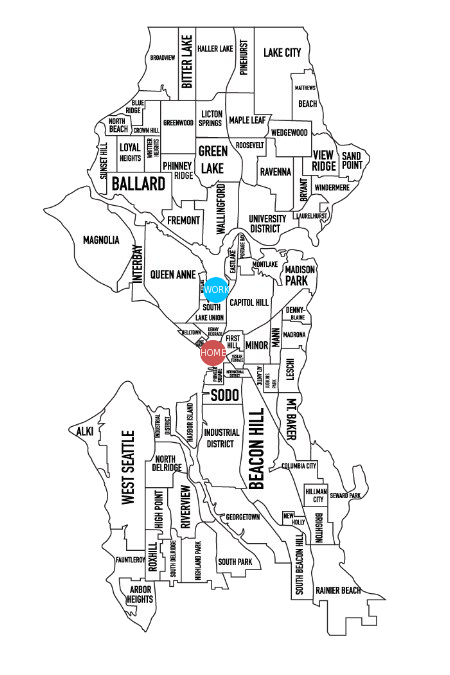 BROADVIEW
BITTER LAKE
HALLER LAKE
PINEHURST
LAKE CITY
MATTHEWS
BEACH
BLUE
RIDGE
NORTH
BEACH
CROWN HILL
GREENWOOD
LICTON
SPRINGS
MAPLE LEAF
WEDGEWOOD
SUNSET HILL
LOYAL
HEIGHTS
WHITTIER
HEIGHTS
PHINNEY
RIDGE
GREEN
LAKE
ROOSEVELT
RAVENNA
VIEW
RIDGE
SAND
POINT
BRYANT
WINDERMERE
BALLARD
FREMONT
WALLINGFORD
UNIVERSITY
DISTRICT
LAURELHURST
MAGNOLIA
INTERBAY
QUEEN ANNE
EASTLAKE
PORTAGE BAY
MONTLAKE
MADISON
PARK
WORK
SOUTH
LAKE UNION
CAPITOL HILL
DENNY-
BLAINE
BELLTOWN
FIRST
HILL
MINOR
MANN
MADRONA
HOME
ATLANTIC
LESCHI
SODO
ALKI
WEST SEATTLE
INDUSTRIAL
DISTRICT
HARBOR ISLAND
INDUSTRIAL
DISTRICT
BEACON HILL
MT. BAKER
NORTH
DELRIDGE
COLUMBIA CITY
HIGH POINT
RIVERVIEW
HILLMAN
CITY
SEWARD PARK
GEORGETOWN
NEW
HOLLY
BRIGHTON
FAUNTLEROY
ROXHILL
SOUTH DELRIDGE
HIGHLAND PARK
SOUTH PARK
SOUTH BEACON HILL
RAINIER BEACH
ARBOR
HEIGHTS